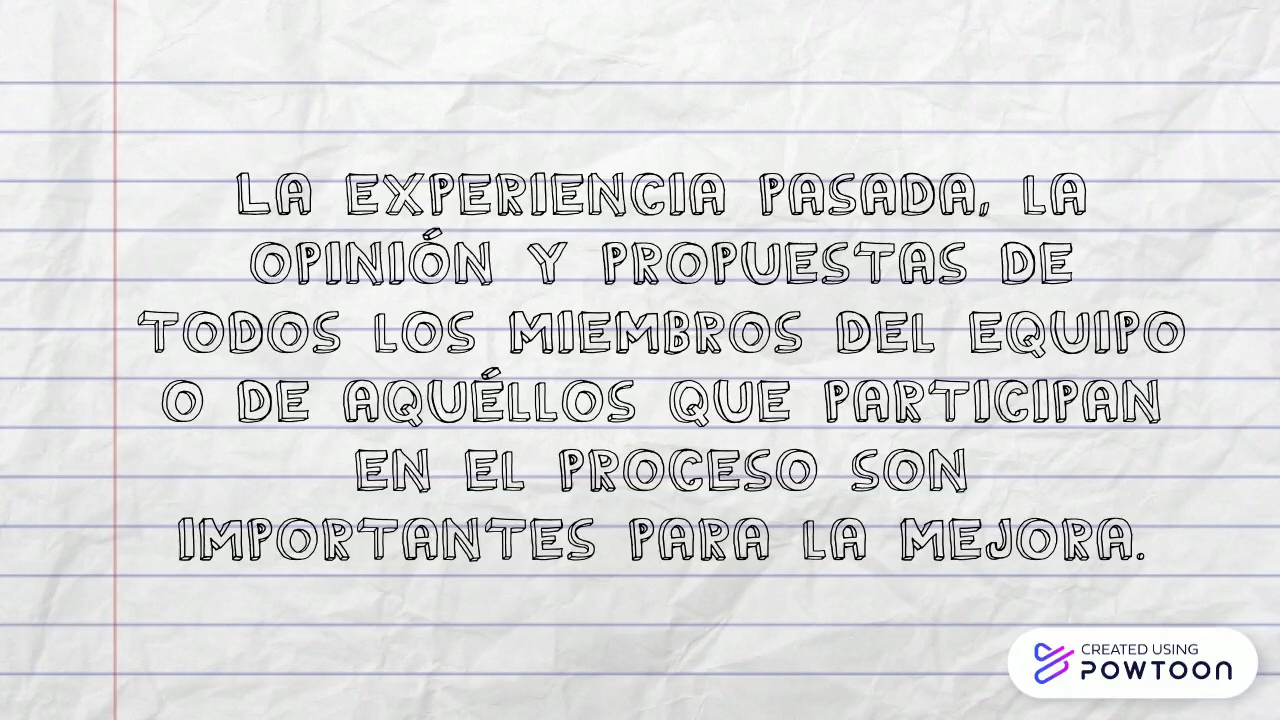 LA EXPERIENCIA PASADA, LA
OPINIÓN Y PROPUESTAS DE
TODOS LOS MIEMBROS DEL EQUIPO
O DE AQUÉLLOS QUE PARTICIPAN
EN EL PROCESO SON
IMPORTANTES PARA LA MEJORA.
CREATED USING
POWTOON